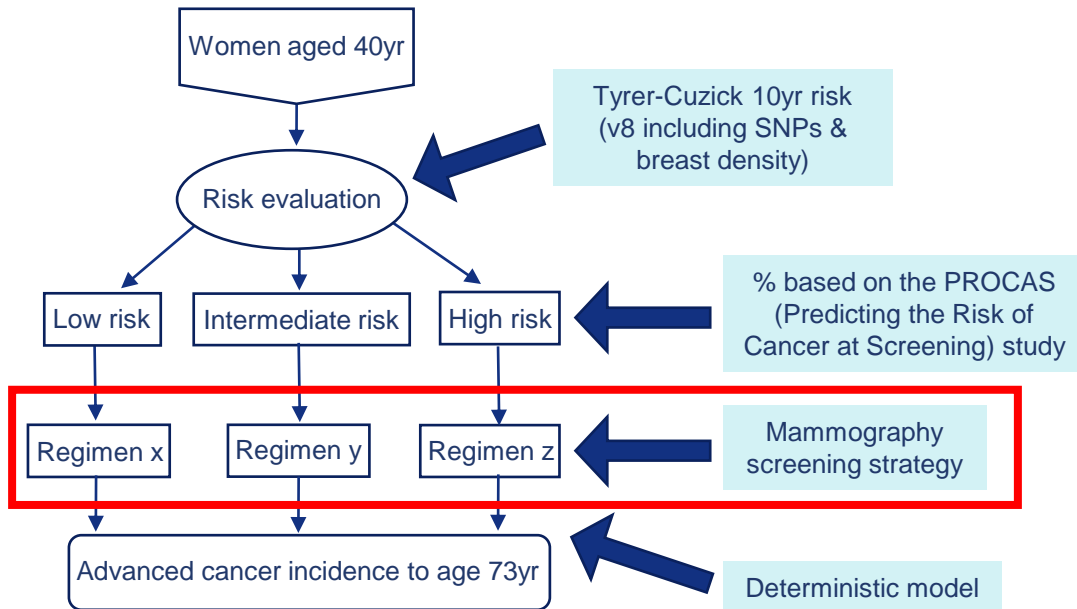 Women aged 40yr
Tyrer-Cuzick 10yr risk
(v8 including SNPs &
breast density)
Risk evaluation
Low risk
Intermediate risk
High risk
% based on the PROCAS
(Predicting the Risk of
Cancer at Screening) study
Regimen x
Regimen y
Regimen z
Mammography
screening strategy
Advanced cancer incidence to age 73yr
Deterministic model